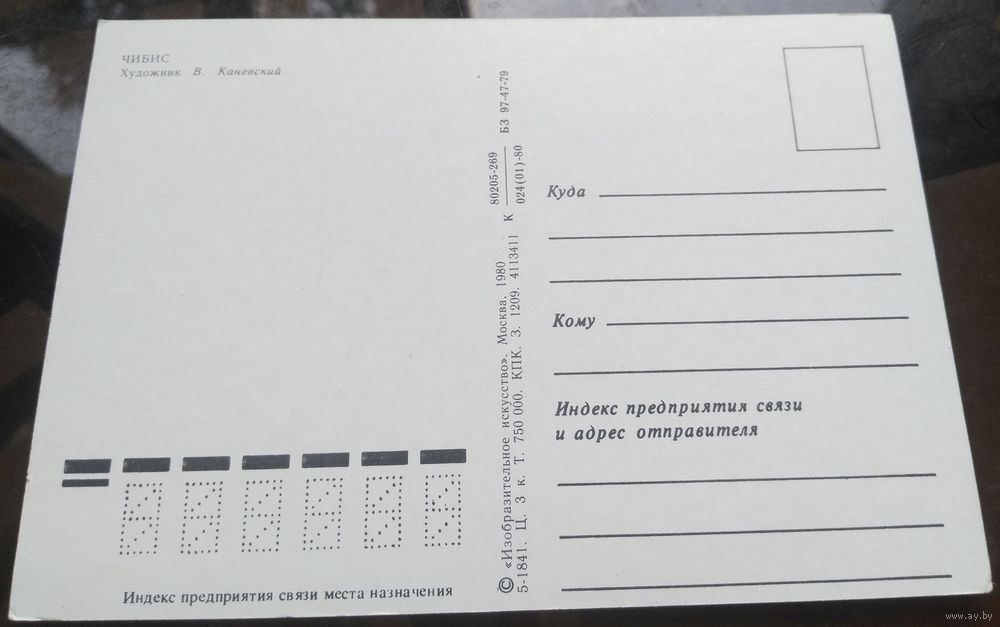 ЧИБИС
Художник В. Каневский
Индекс предприятия связи места назначения
© «Изобразительное искусство». Москва, 1980
5-1841. Ц. 3 к. Т. 750 000. КПК. З. 1209. 4113411
К
80205-269
024(01)-80
БЗ 97-47-79
Куда
Кому
Индекс предприятия связи
и адрес отправителя
www.ay.by